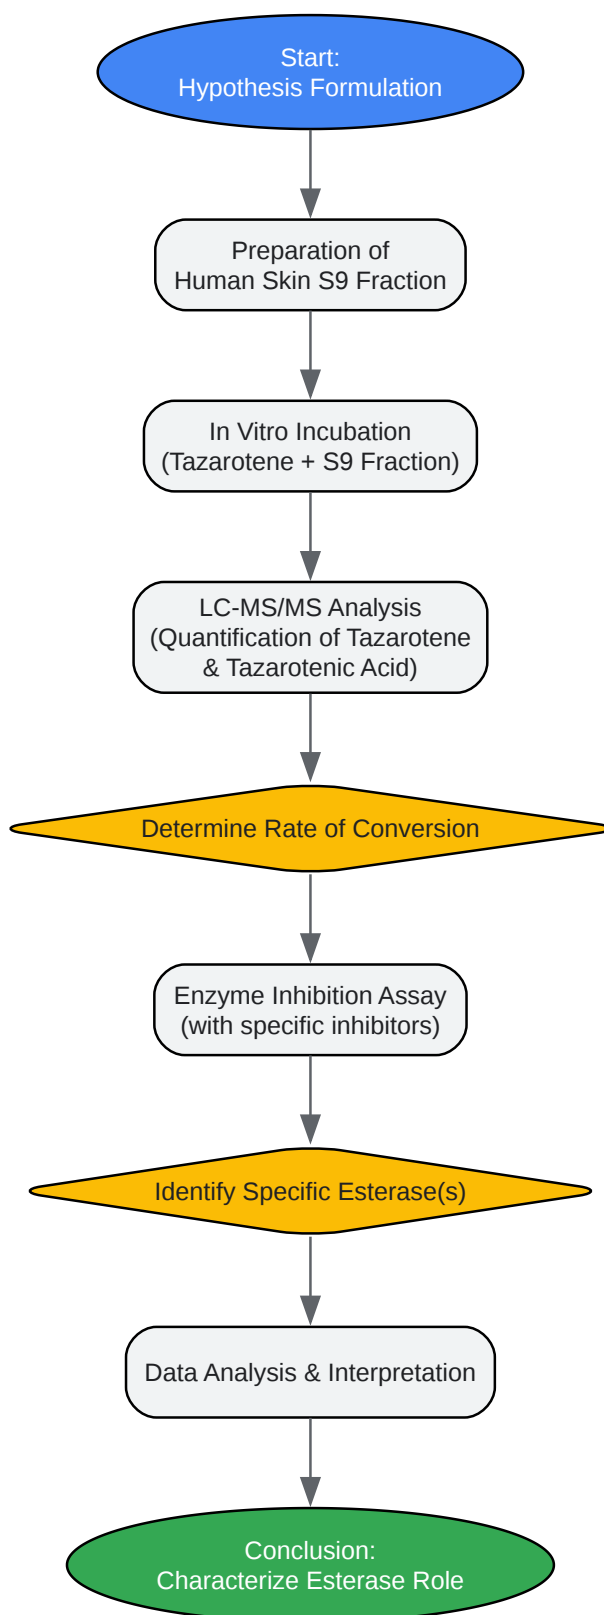 Start:
Hypothesis Formulation
Preparation of
Human Skin S9 Fraction
In Vitro Incubation
(Tazarotene + S9 Fraction)
LC-MS/MS Analysis
(Quantification of Tazarotene
& Tazarotenic Acid)
Determine Rate of Conversion
Enzyme Inhibition Assay
(with specific inhibitors)
Identify Specific Esterase(s)
Data Analysis & Interpretation
Conclusion:
Characterize Esterase Role